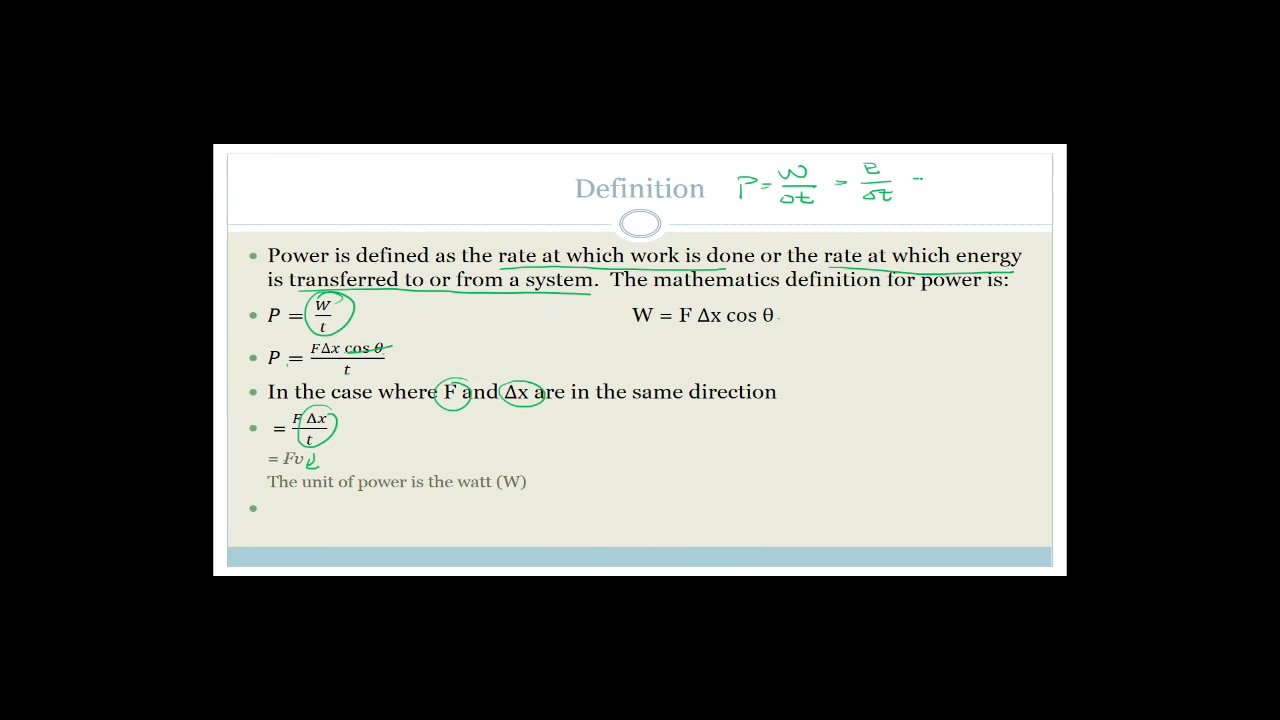 Definition P = W/Δt = E/Δt =
• Power is defined as the rate at which work is done or the rate at which energy
is transferred to or from a system. The mathematics definition for power is:
• P = W/t W = F Δx cos θ
• P = FΔx cos θ/t
• In the case where F and Δx are in the same direction
• = F Δx/t
= Fv
The unit of power is the watt (W)
•